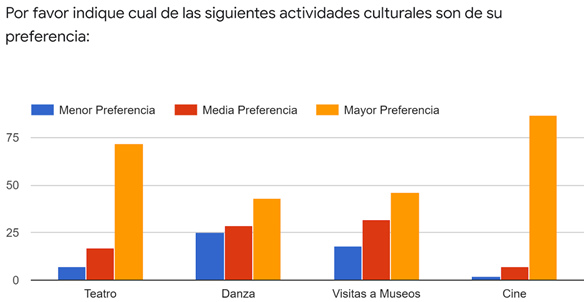 Por favor indique cual de las siguientes actividades culturales son de su
preferencia:
Menor Preferencia Media Preferencia Mayor Preferencia
75
50
25
0
Teatro Danza Visitas a Museos Cine